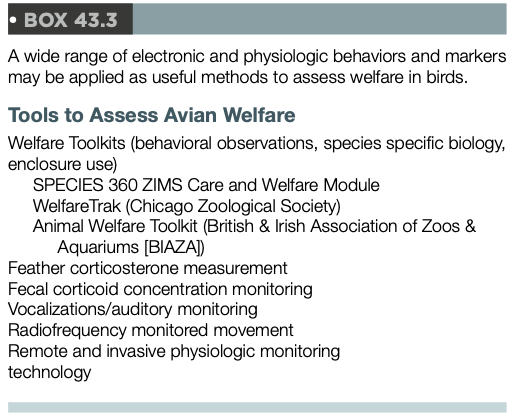 • BOX 43.3
A wide range of electronic and physiologic behaviors and markers
may be applied as useful methods to assess welfare in birds.
Tools to Assess Avian Welfare
Welfare Toolkits (behavioral observations, species specific biology,
enclosure use)
SPECIES 360 ZIMS Care and Welfare Module
WelfareTrak (Chicago Zoological Society)
Animal Welfare Toolkit (British & Irish Association of Zoos &
Aquariums [BIAZA])
Feather corticosterone measurement
Fecal corticoid concentration monitoring
Vocalizations/auditory monitoring
Radiofrequency monitored movement
Remote and invasive physiologic monitoring
technology